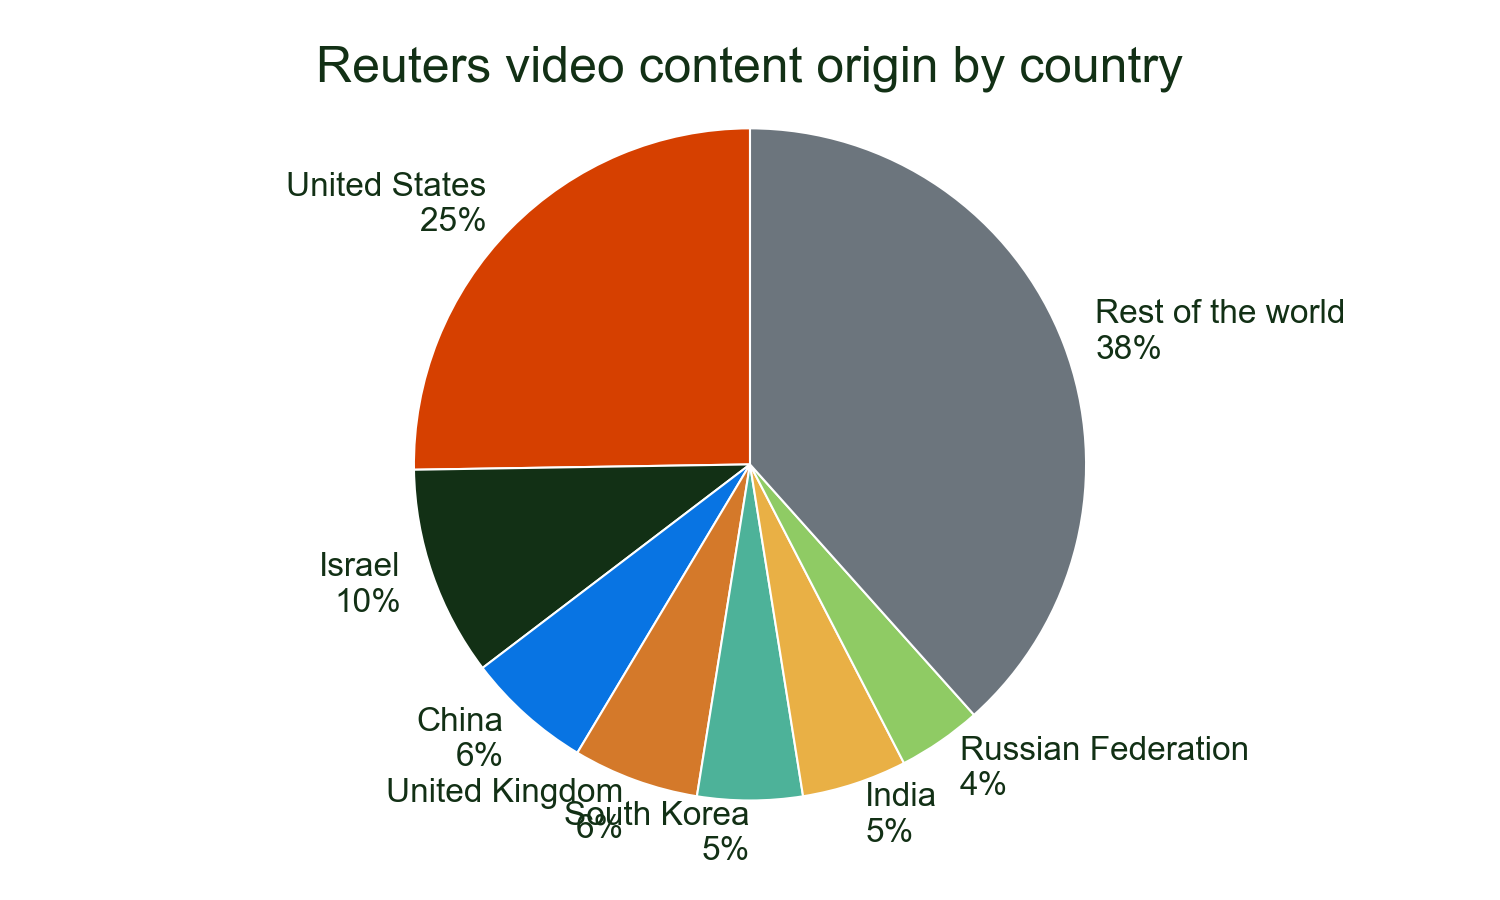 Reuters video content origin by country
United States
25%
Rest of the world
38%
Israel
10%
China
6%
United Kingdom
6%
South Korea
5%
India
5%
Russian Federation
4%